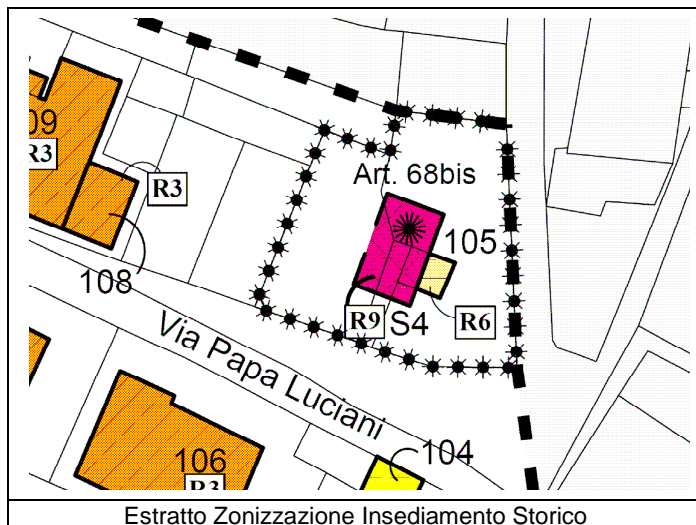 09
R3
R3
108
Art. 68bis
105
R9
S4
R6
Via Papa Luciani
106
R3
104
Estratto Zonizzazione Insediamento Storico